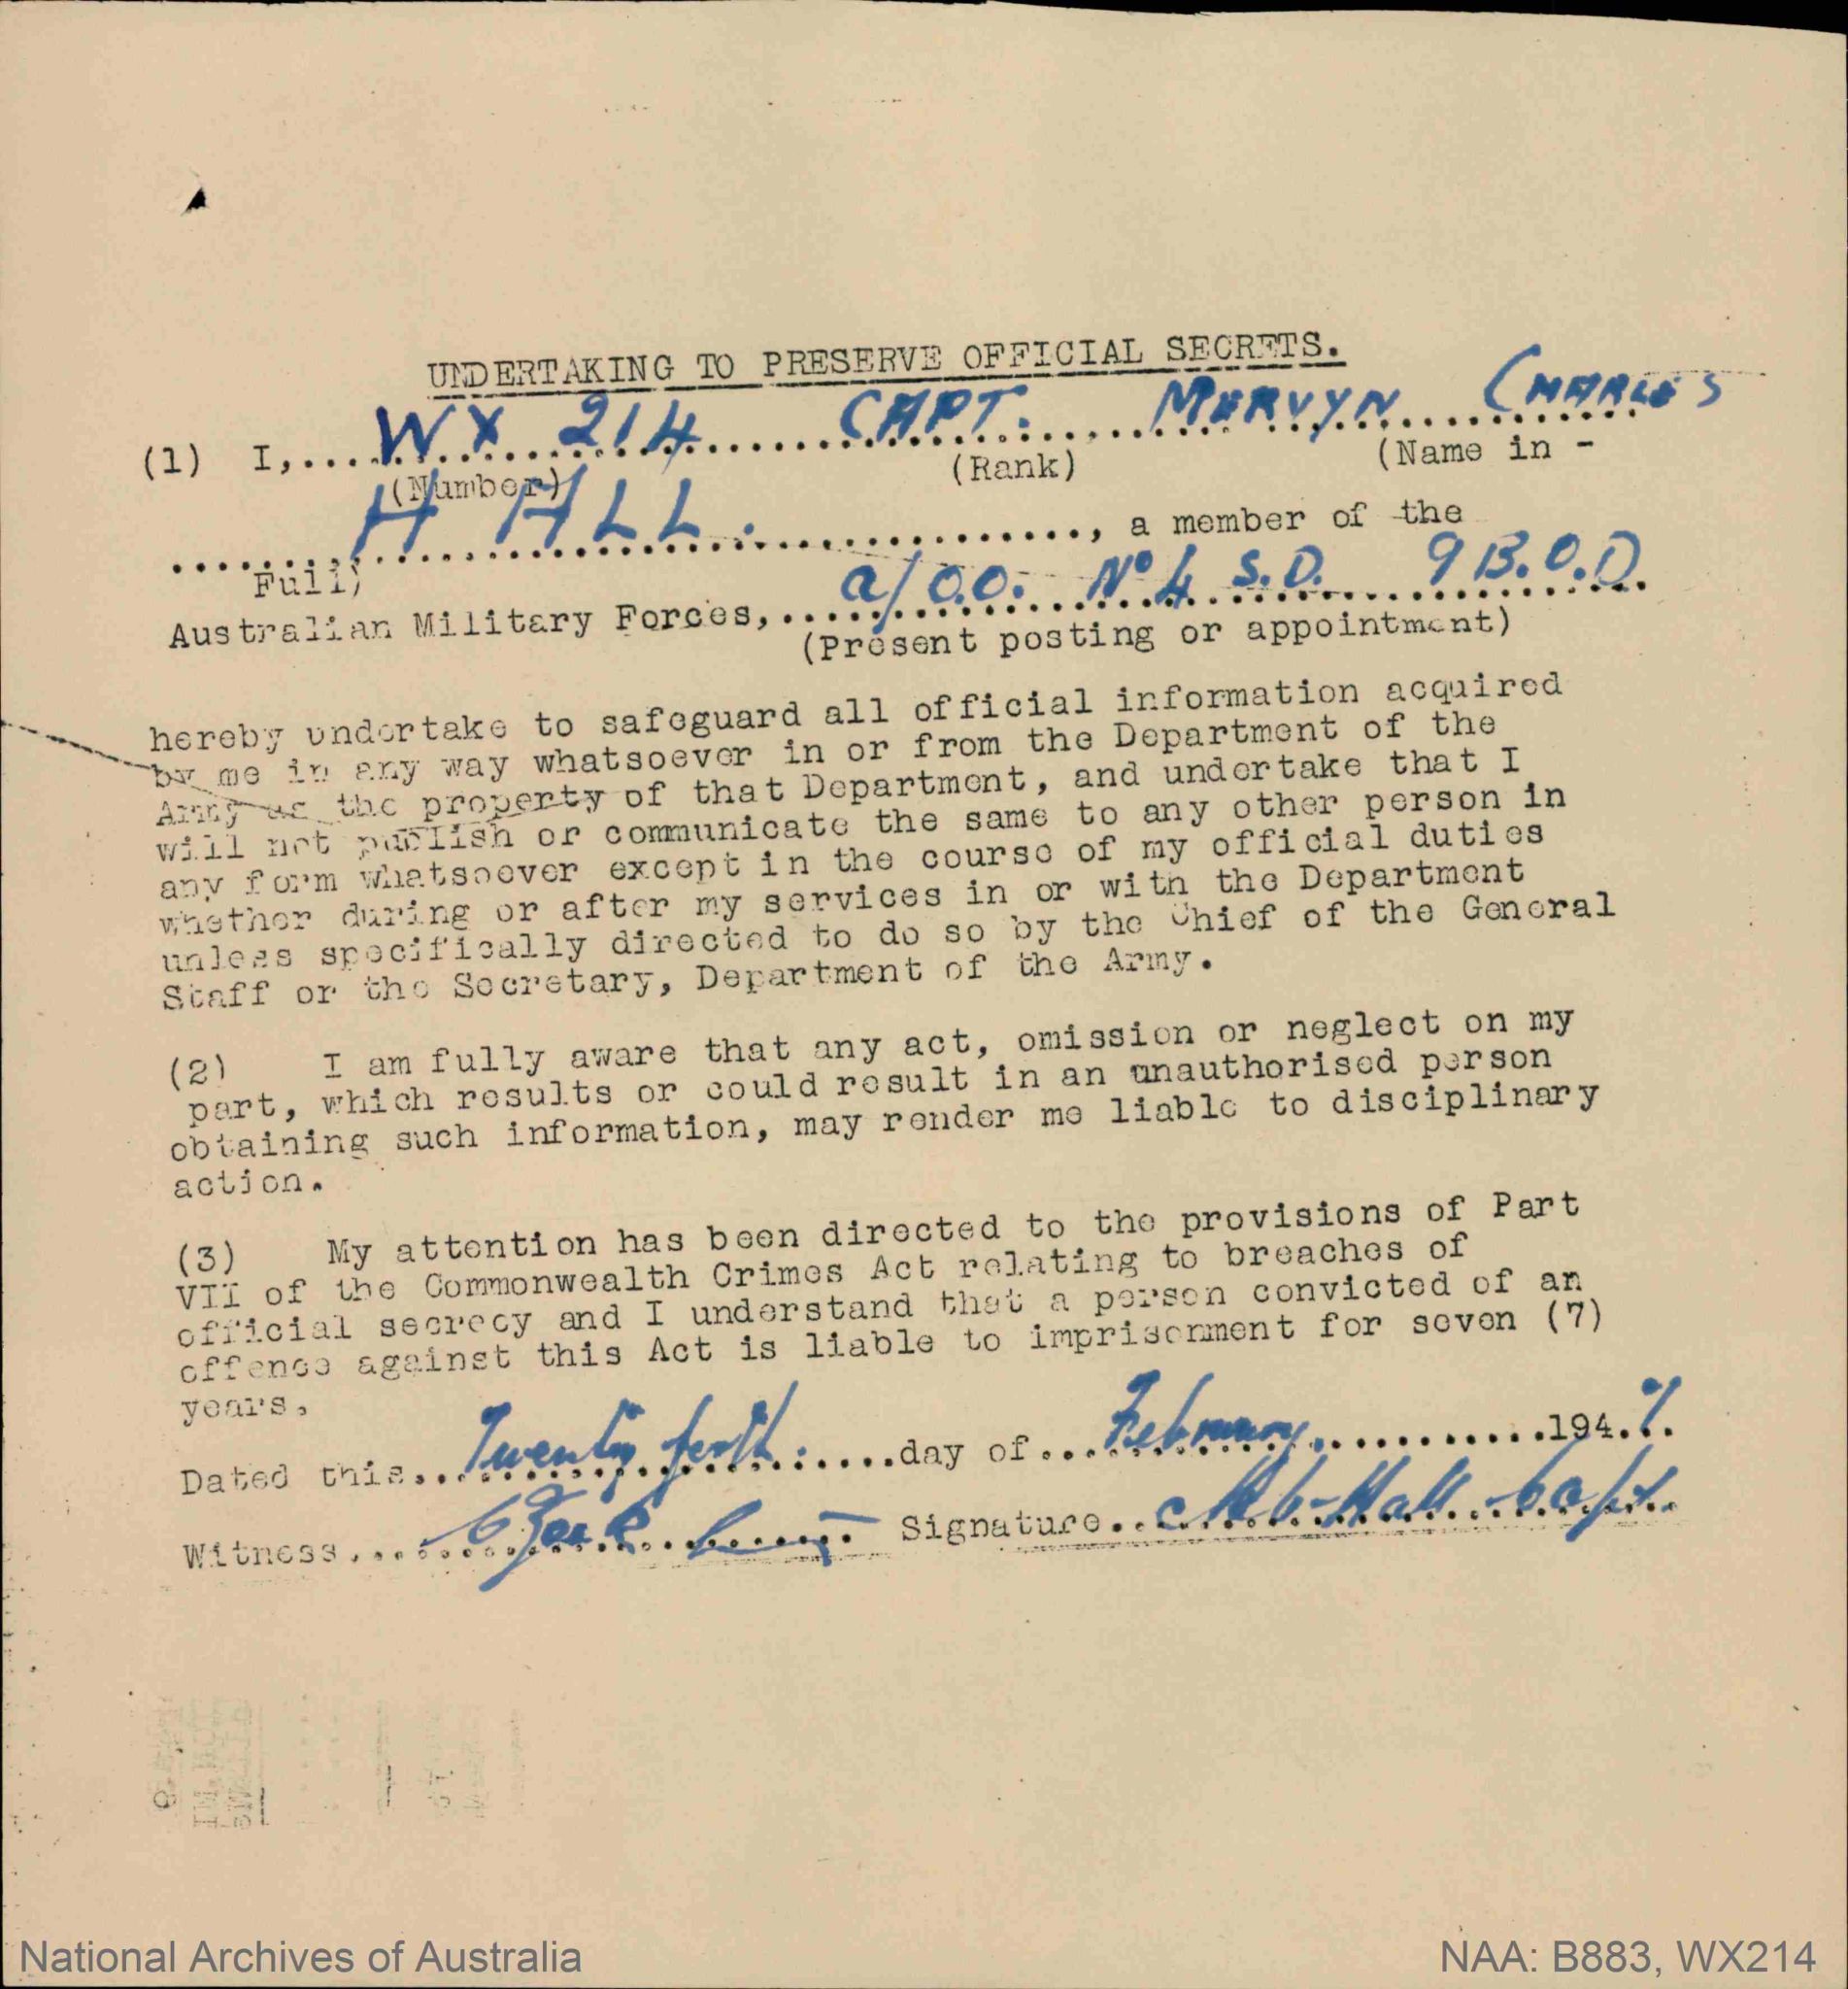 UNDERTAKING TO PRESERVE OFFICIAL SECRETS.
(1) I,....WX 214......CAPT......MERVYN....CHARLES
(Number) (Rank) (Name in -
......HALL..................., a member of the
Full)
Australian Military Forces,...a/O.O. No 4 S.D. 9 B.O.D.
(Present posting or appointment)
hereby undertake to safeguard all official information acquired
by me in any way whatsoever in or from the Department of the
Army as the property of that Department, and undertake that I
will not publish or communicate the same to any other person in
any form whatsoever except in the course of my official duties
whether during or after my services in or with the Department
unless specifically directed to do so by the Chief of the General
Staff or the Secretary, Department of the Army.
(2) I am fully aware that any act, omission or neglect on my
part, which results or could result in an unauthorised person
obtaining such information, may render me liable to disciplinary
action.
(3) My attention has been directed to the provisions of Part
VII of the Commonwealth Crimes Act relating to breaches of
official secrecy and I understand that a person convicted of an
offence against this Act is liable to imprisonment for seven (7)
years.
Dated this...Twenty.........day of...February............194.7.
Witness............ Signature...M C Hall Capt...
National Archives of Australia
NAA: B883, WX214